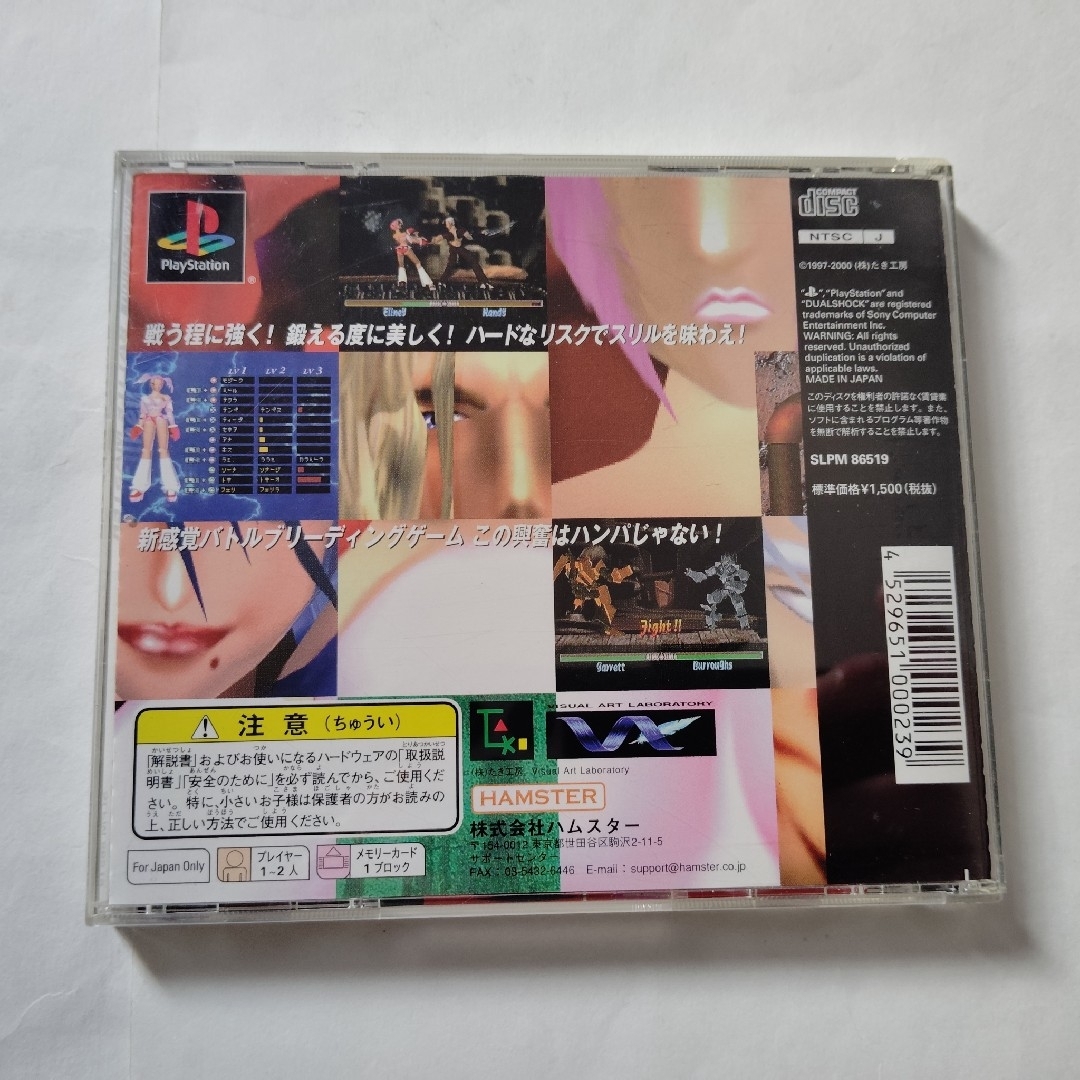 PlayStation
®
Eliney
Randy
戦う程に強く! 鍛える度に美しく! ハードなリスクでスリルを味わえ!
LV 1 LV 2 LV 3
新感覚バトルブリーディングゲーム この興奮はハンパじゃない!
Fight!!
Garrett
Burroughs
COMPACT
disc
NTSC J
©1997-2000 (株)たき工房
" ", "PlayStation" and
"DUALSHOCK" are registered
trademarks of Sony Computer
Entertainment Inc.
WARNING: All rights
reserved. Unauthorized
duplication is a violation of
applicable laws.
MADE IN JAPAN
このディスクを権利者の許諾なく賃貸業
に使用することを禁止します。また、
ソフトに含まれるプログラム等著作物
を無断で解析することを禁止します。
SLPM 86519
標準価格¥1,500(税抜)
4 529651 000239
注意(ちゅうい)
「解説書」およびお使いになるハードウェアの「取扱説
明書」「安全のために」を必ず読んでから、ご使用くだ
さい。特に、小さいお子様は保護者の方がお読みの
上、正しい方法でご使用ください。
For Japan Only
プレイヤー
1~2人
メモリーカード
1ブロック
TAKI
VISUAL ART LABORATORY
(株)たき工房 Visual Art Laboratory
HAMSTER
株式会社ハムスター
〒154-0012 東京都世田谷区駒沢2-11-5
サポートセンター
FAX : 03-5432-6446 E-mail : support@hamster.co.jp